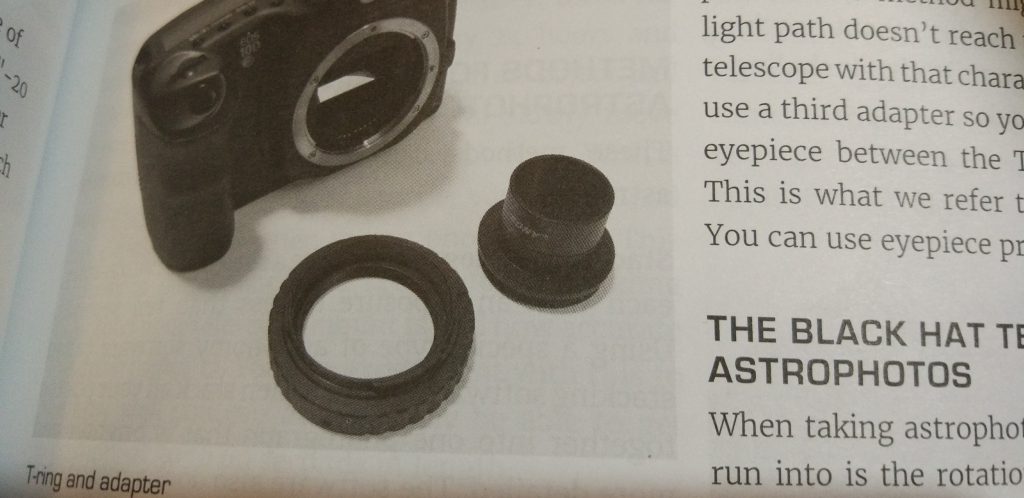 of
-20
light path doesn't reach
telescope with that chara
use a third adapter so yo
eyepiece between the T
This is what we refer t
You can use eyepiece pr
THE BLACK HAT TE
ASTROPHOTOS
When taking astrophot
run into is the rotatio
T-ring and adapter